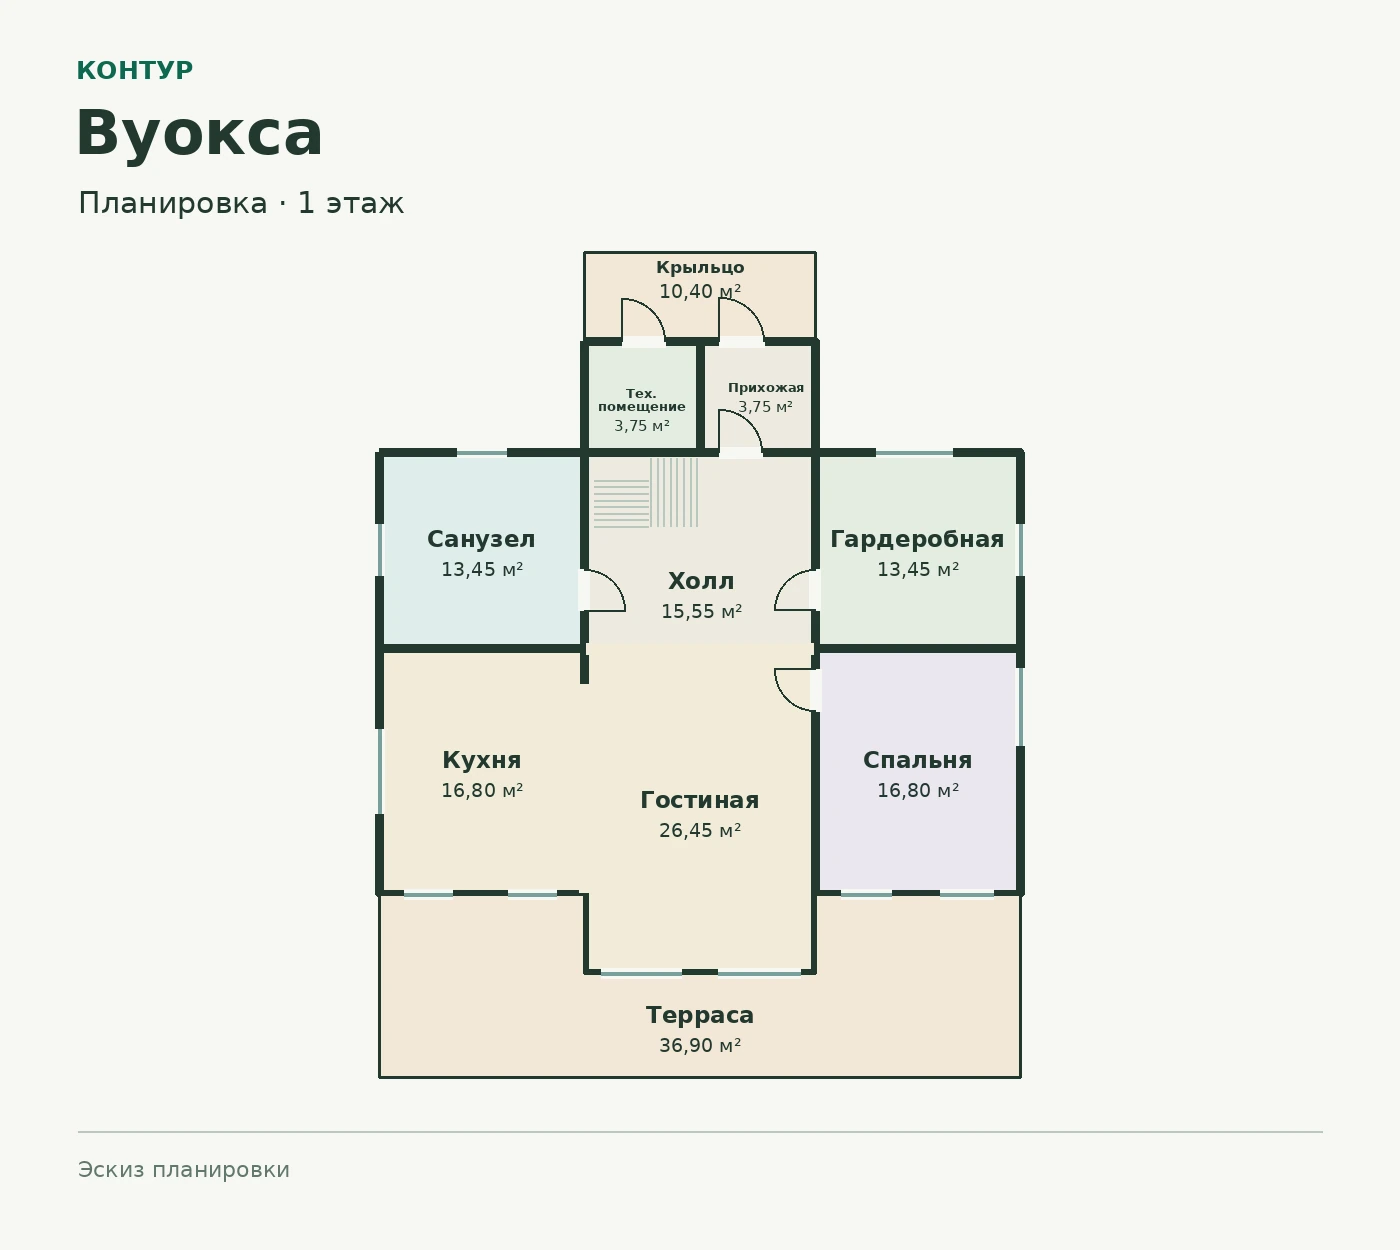 КОНТУР
Вуокса
Планировка · 1 этаж
Крыльцо
10,40 м²
Тех.
помещение
3,75 м²
Прихожая
3,75 м²
Санузел
13,45 м²
Холл
15,55 м²
Гардеробная
13,45 м²
Кухня
16,80 м²
Гостиная
26,45 м²
Спальня
16,80 м²
Терраса
36,90 м²
Эскиз планировки